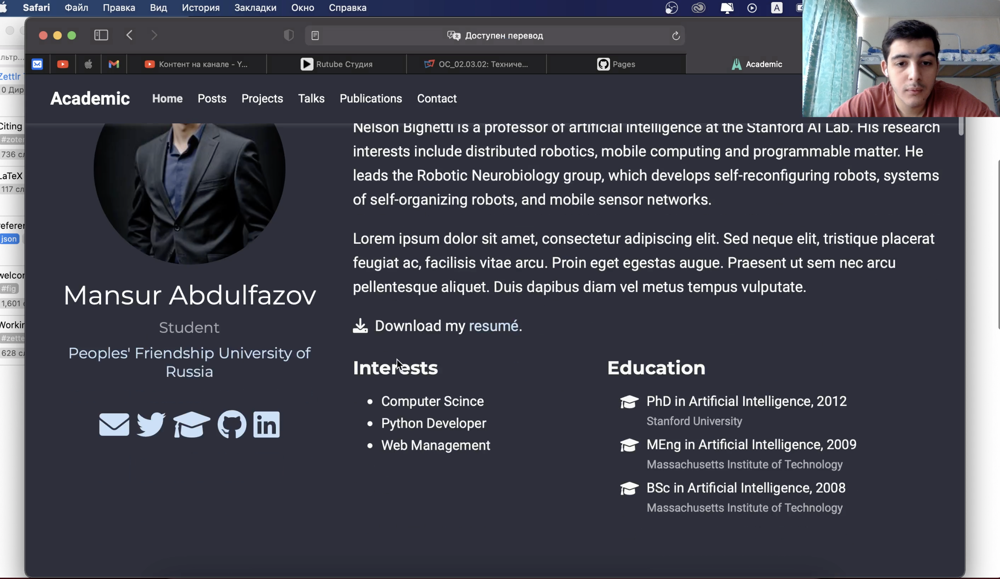 Safari Файл Правка Вид История Закладки Окно Справка
A
Доступен перевод
Контент на канале - Y... Rutube Студия ОС_02.03.02: Техниче... Pages Academic
льтр...
Zettlr
0 Дир
Citing
#zoter
736 сл
LaTeX
117 сл
json
#fig
1,601
#zette
628 сл
Academic Home Posts Projects Talks Publications Contact
Nelson Bighetti is a professor of artificial intelligence at the Stanford AI Lab. His research
interests include distributed robotics, mobile computing and programmable matter. He
leads the Robotic Neurobiology group, which develops self-reconfiguring robots, systems
of self-organizing robots, and mobile sensor networks.
Lorem ipsum dolor sit amet, consectetur adipiscing elit. Sed neque elit, tristique placerat
feugiat ac, facilisis vitae arcu. Proin eget egestas augue. Praesent ut sem nec arcu
pellentesque aliquet. Duis dapibus diam vel metus tempus vulputate.
Download my resumé.
Mansur Abdulfazov
Student
Peoples' Friendship University of
Russia
in
Interests
Computer Scince
Python Developer
Web Management
Education
PhD in Artificial Intelligence, 2012
Stanford University
MEng in Artificial Intelligence, 2009
Massachusetts Institute of Technology
BSc in Artificial Intelligence, 2008
Massachusetts Institute of Technology